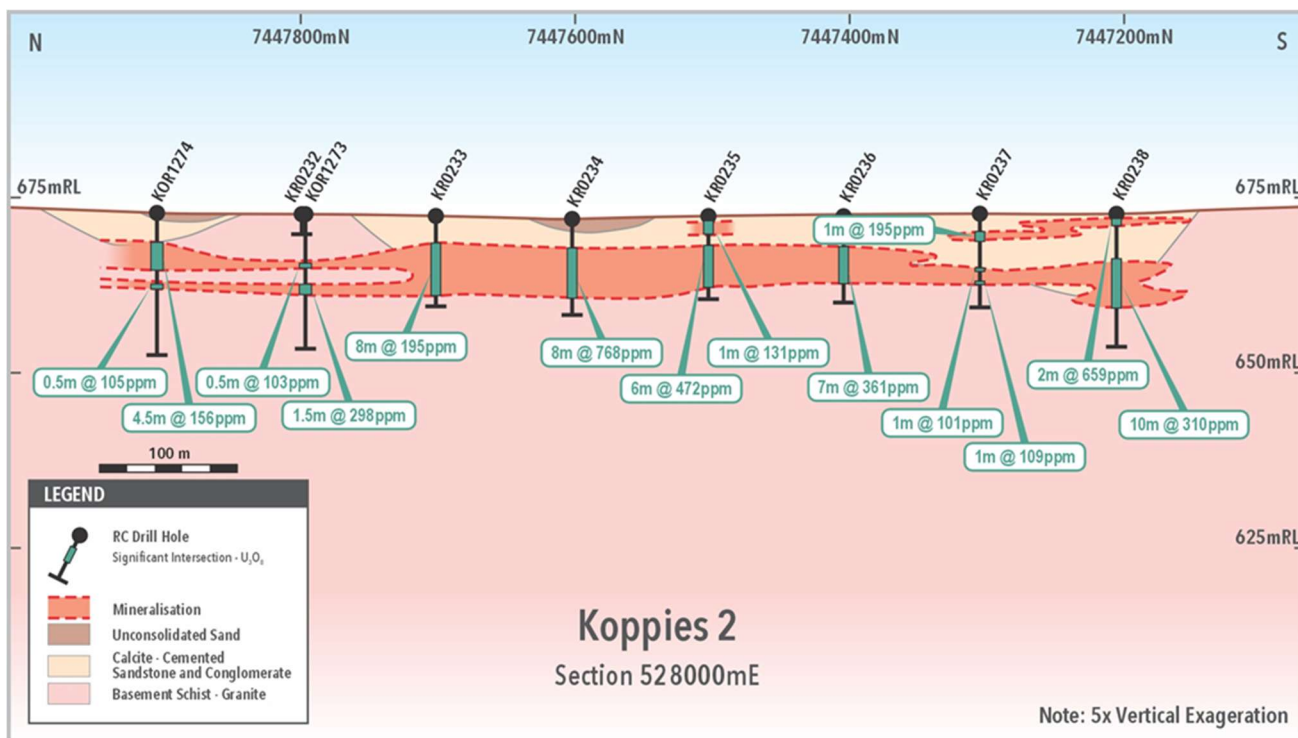 N
7447800mN
7447600mN
7447400mN
7447200mN
S
675mRL
KOR1274
KR0232
KOR1273
KR0233
KR0234
KR0235
KR0236
KR0237
KR0238
675mRL
1m @ 195ppm
8m @ 195ppm
8m @ 768ppm
1m @ 131ppm
0.5m @ 105ppm
0.5m @ 103ppm
6m @ 472ppm
7m @ 361ppm
2m @ 659ppm
650mRL
4.5m @ 156ppm
1.5m @ 298ppm
1m @ 101ppm
10m @ 310ppm
1m @ 109ppm
100 m
625mRL
LEGEND
RC Drill Hole
Significant Intersection - U₃O₈
Mineralisation
Unconsolidated Sand
Calcite - Cemented
Sandstone and Conglomerate
Basement Schist - Granite
Koppies 2
Section 528000mE
Note: 5x Vertical Exageration